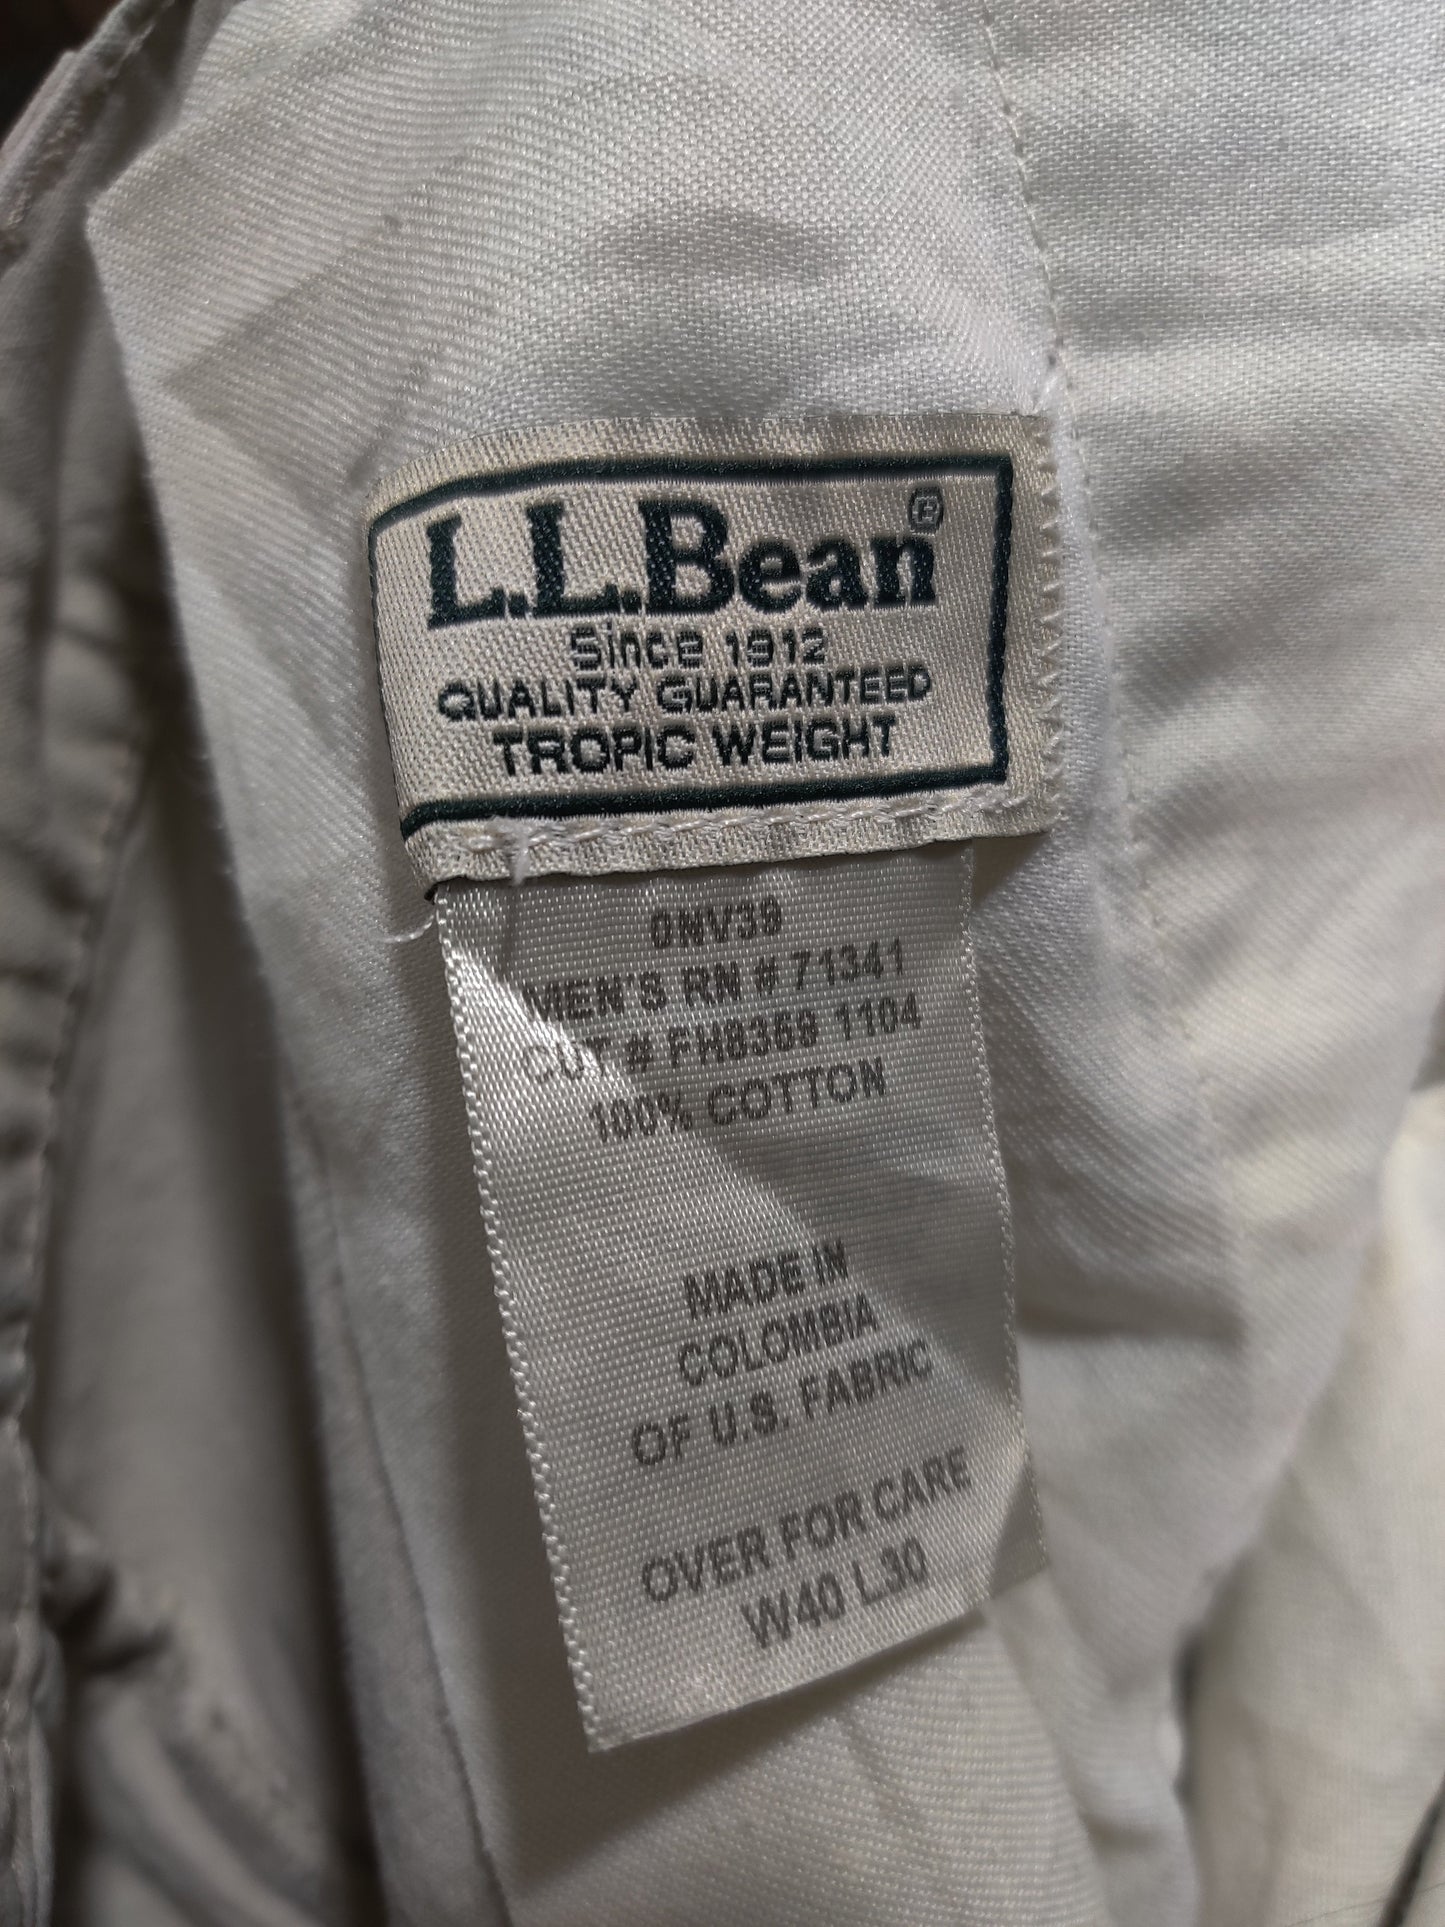 L.L.Bean®
Since 1912
QUALITY GUARANTEED
TROPIC WEIGHT
0NV39
MEN'S RN # 71341
CUT # FH8369 1104
100% COTTON
MADE IN
COLOMBIA
OF U.S. FABRIC
OVER FOR CARE
W40 L30